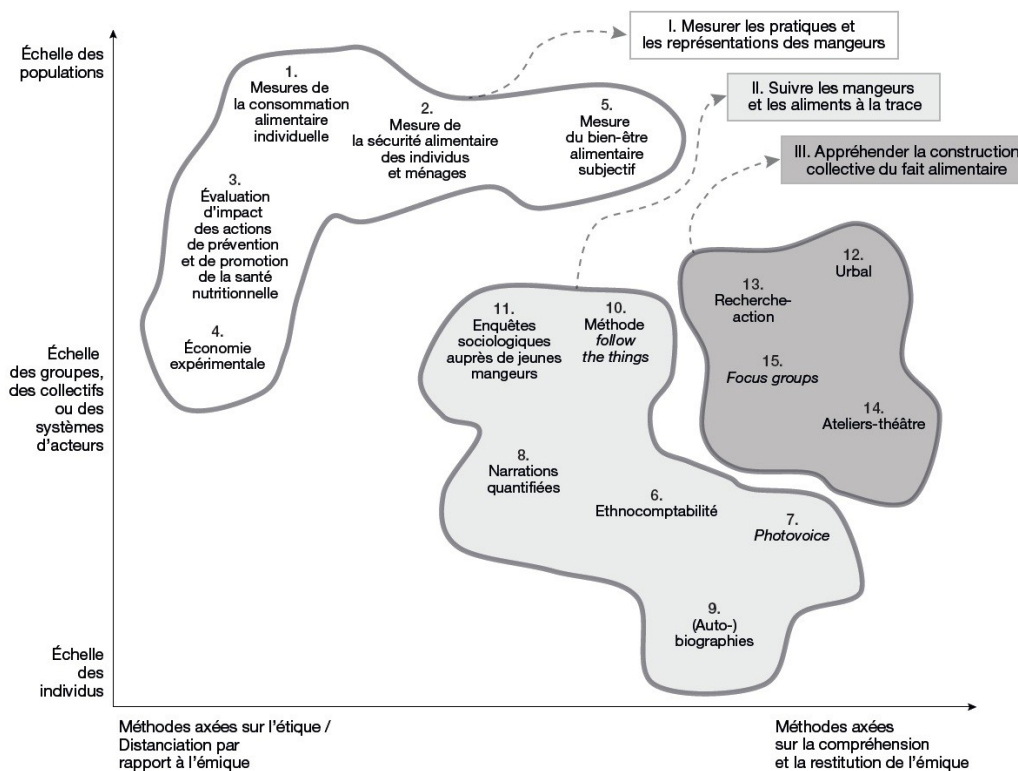 Échelle des
populations
I. Mesurer les pratiques et
les représentations des mangeurs
II. Suivre les mangeurs
et les aliments à la trace
III. Appréhender la construction
collective du fait alimentaire
1.
Mesures de
la consommation
alimentaire
individuelle
2.
Mesure de
la sécurité alimentaire
des individus
et ménages
5.
Mesure
du bien-être
alimentaire
subjectif
3.
Évaluation
d'impact
des actions
de prévention
et de promotion
de la santé
nutritionnelle
4.
Économie
expérimentale
Échelle
des groupes,
des collectifs
ou des
systèmes
d'acteurs
11.
Enquêtes
sociologiques
auprès de jeunes
mangeurs
10.
Méthode
follow
the things
12.
Urbal
13.
Recherche-
action
15.
Focus groups
14.
Ateliers-théâtre
8.
Narrations
quantifiées
6.
Ethnocomptabilité
7.
Photovoice
9.
(Auto-)
biographies
Échelle
des
individus
Méthodes axées sur l'étique /
Distanciation par
rapport à l'émique
Méthodes axées
sur la compréhension
et la restitution de l'émique